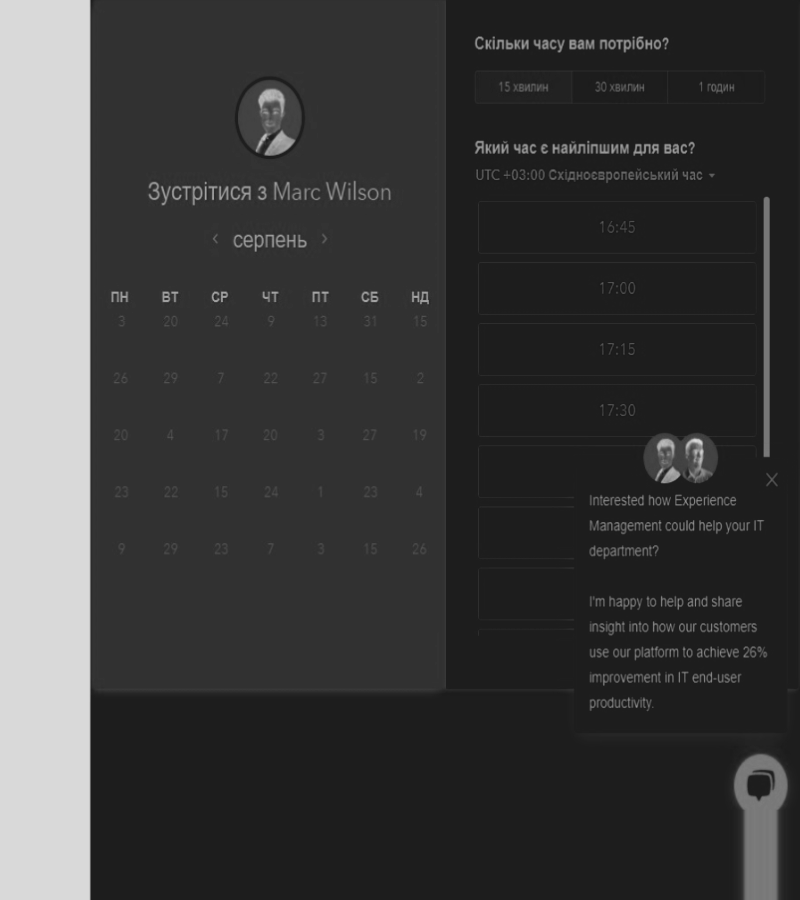 Зустрітися з Marc Wilson
серпень
ПН ВТ СР ЧТ ПТ СБ НД
3 20 24 9 13 31 15
26 29 7 22 27 15 2
20 4 17 20 3 27 19
23 22 15 24 1 23 4
9 29 23 7 3 15 26
Скільки часу вам потрібно?
15 хвилин 30 хвилин 1 годин
Який час є найліпшим для вас?
UTC +03:00 Східноєвропейський час
16:45
17:00
17:15
17:30
Interested how Experience
Management could help your IT
department?
I'm happy to help and share
insight into how our customers
use our platform to achieve 26%
improvement in IT end-user
productivity.